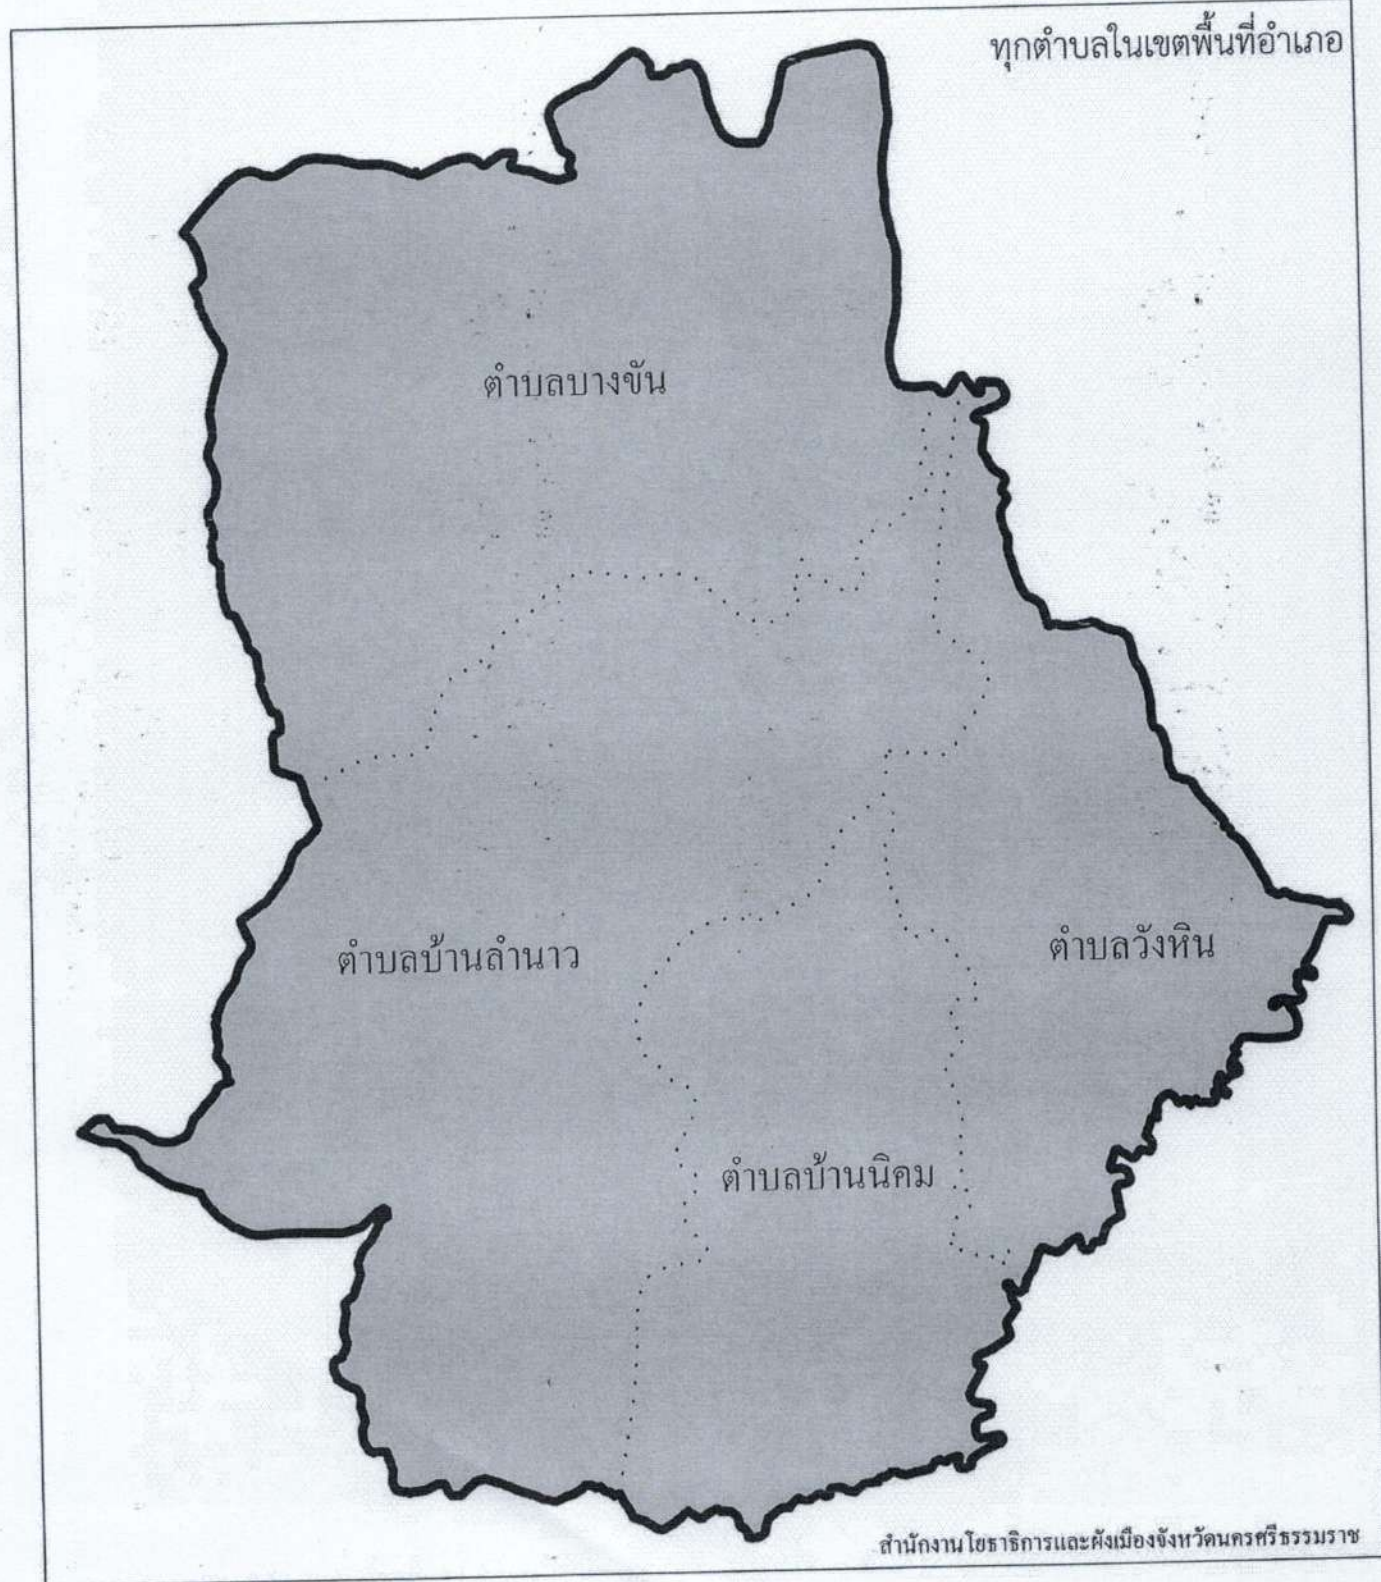 ทุกตำบลในเขตพื้นที่อำเภอ
ตำบลบางขัน
ตำบลบ้านลำนาว
ตำบลวังหิน
ตำบลบ้านนิคม
สำนักงานโยธาธิการและผังเมืองจังหวัดนครศรีธรรมราช